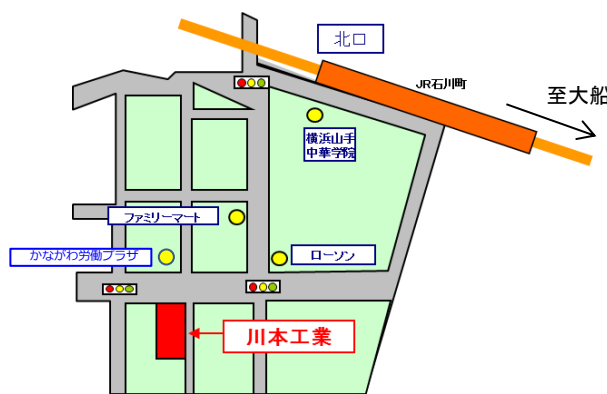 北口
JR石川町
至大船
横浜山手
中華学院
ファミリーマート
かながわ労働プラザ
ローソン
川本工業